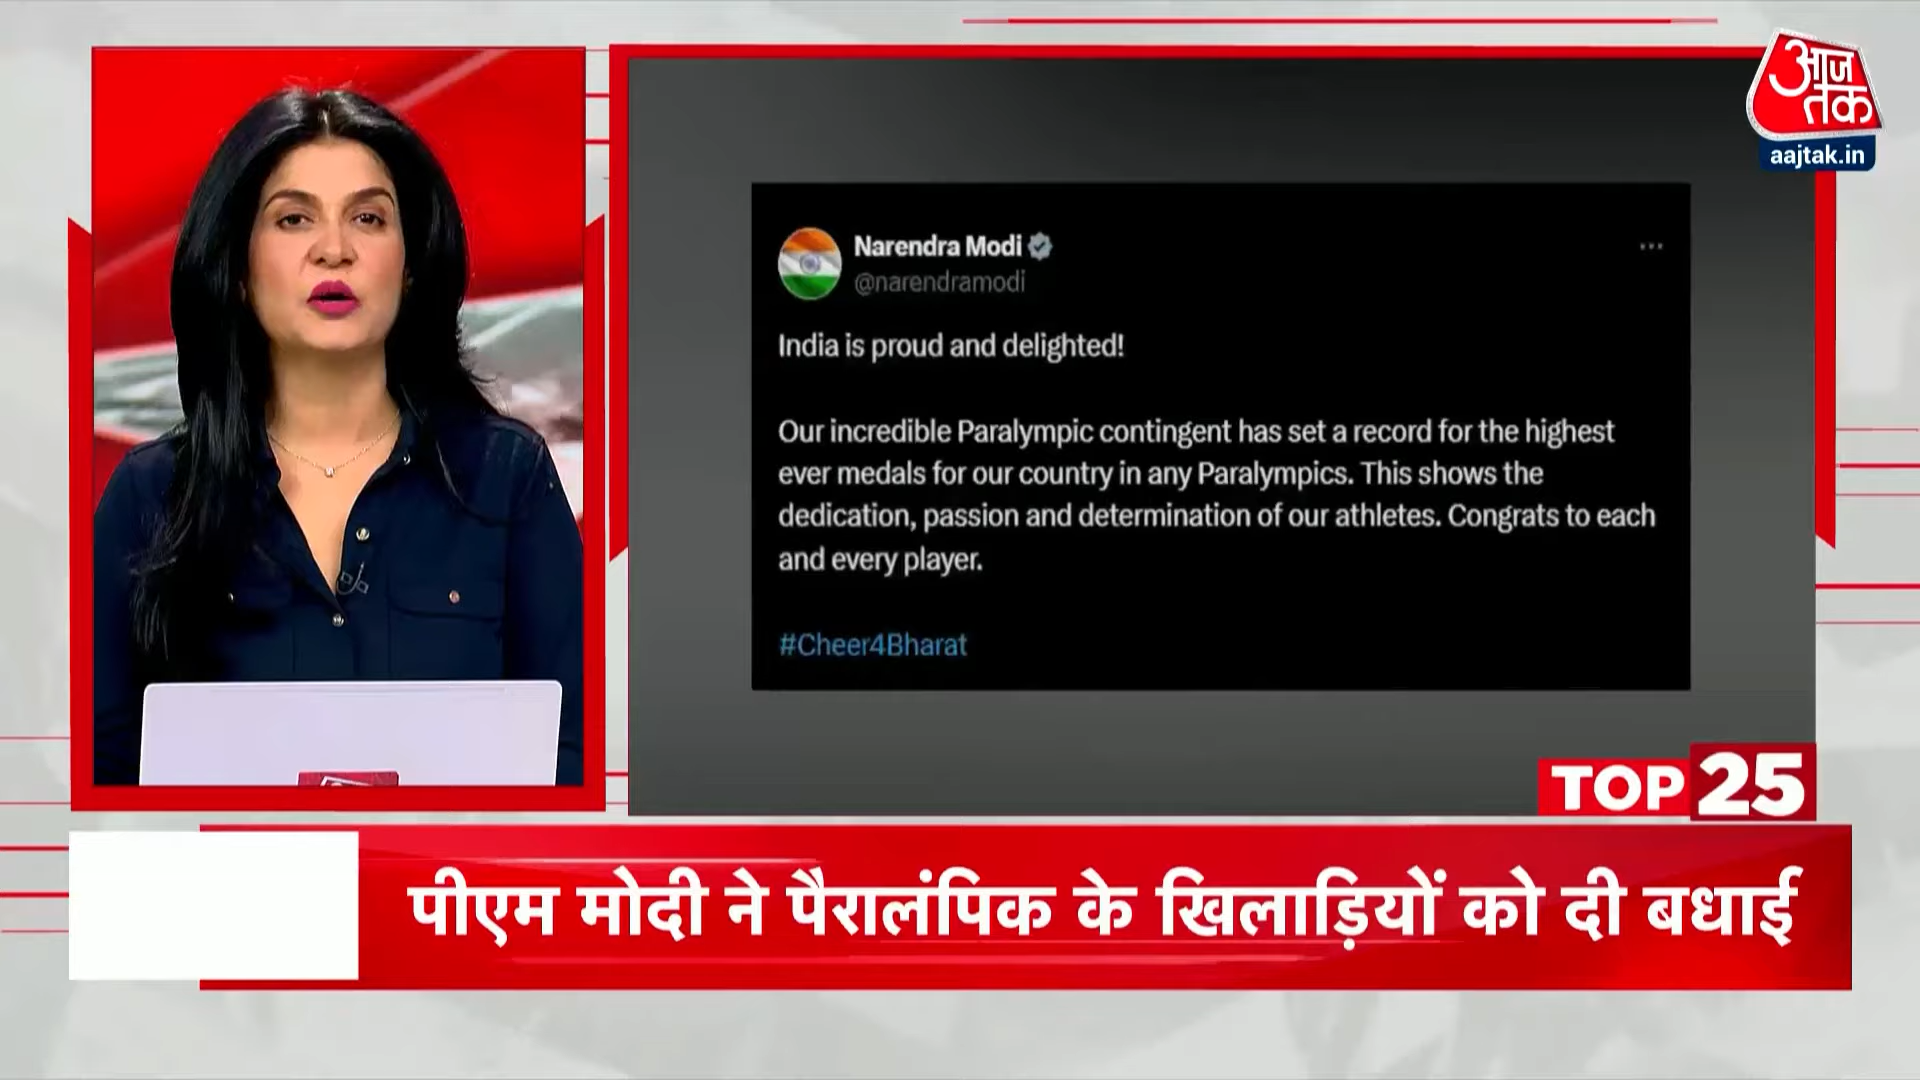 आज
तक
aajtak.in
Narendra Modi
@narendramodi
India is proud and delighted!
Our incredible Paralympic contingent has set a record for the highest
ever medals for our country in any Paralympics. This shows the
dedication, passion and determination of our athletes. Congrats to each
and every player.
#Cheer4Bharat
TOP 25
पीएम मोदी ने पैरालंपिक के खिलाड़ियों को दी बधाई